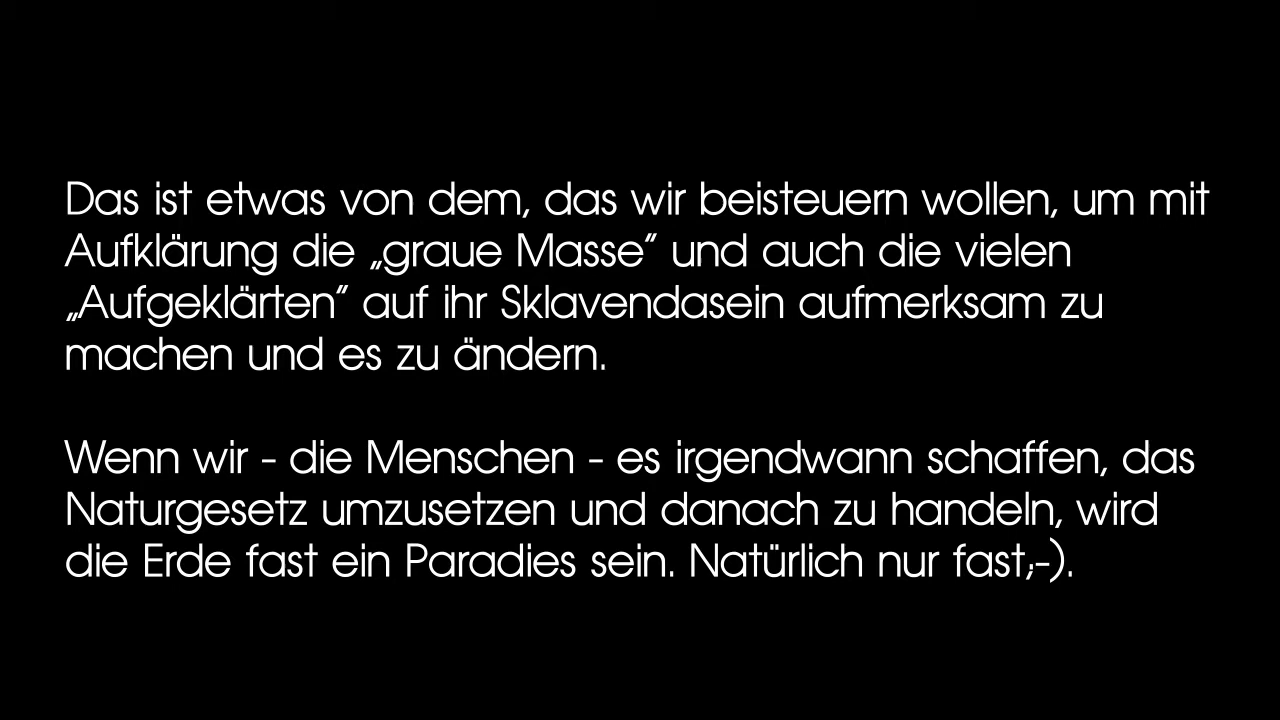 Das ist etwas von dem, das wir beisteuern wollen, um mit
Aufklärung die „graue Masse” und auch die vielen
„Aufgeklärten” auf ihr Sklavendasein aufmerksam zu
machen und es zu ändern.
Wenn wir - die Menschen - es irgendwann schaffen, das
Naturgesetz umzusetzen und danach zu handeln, wird
die Erde fast ein Paradies sein. Natürlich nur fast;-).